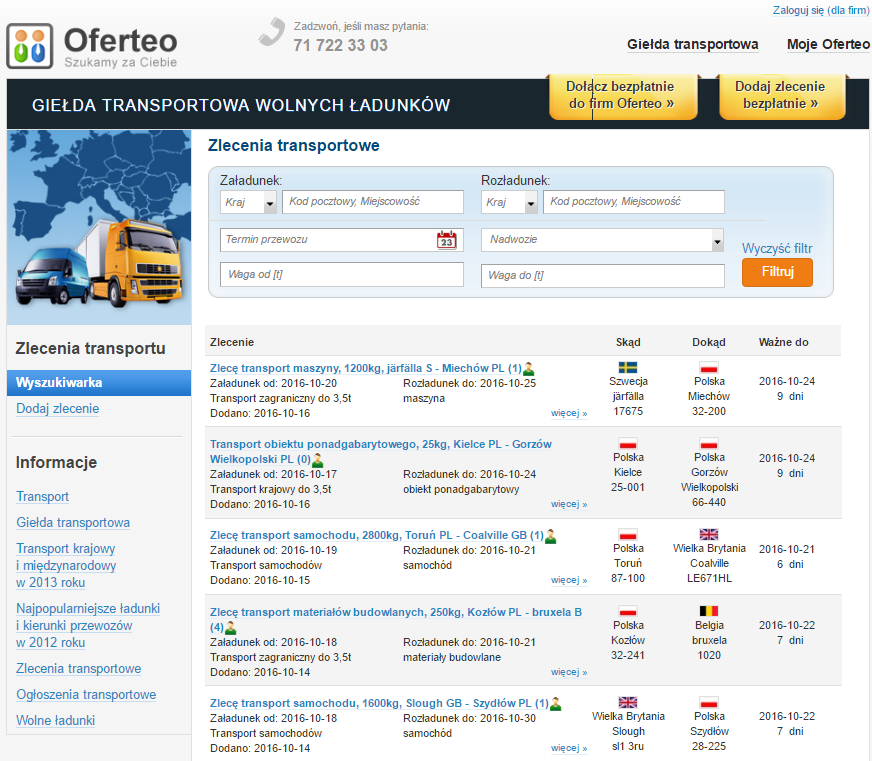 Zaloguj się (dla firm)
Oferteo
Szukamy za Ciebie
Zadzwoń, jeśli masz pytania:
71 722 33 03
Giełda transportowa
Moje Oferteo
GIEŁDA TRANSPORTOWA WOLNYCH ŁADUNKÓW
Dołącz bezpłatnie
do firm Oferteo »
Dodaj zlecenie
bezpłatnie »
Zlecenia transportu
Wyszukiwarka
Dodaj zlecenie
Informacje
Transport
Giełda transportowa
Transport krajowy
i międzynarodowy
w 2013 roku
Najpopularniejsze ładunki
i kierunki przewozów
w 2012 roku
Zlecenia transportowe
Ogłoszenia transportowe
Wolne ładunki
Zlecenia transportowe
Załadunek: Rozładunek:
Kraj Kod pocztowy, Miejscowość Kraj Kod pocztowy, Miejscowość
Termin przewozu 23 Nadwozie
Wyczyść filtr
Waga od [t] Waga do [t] Filtruj
Zlecenie Skąd Dokąd Ważne do
Zlecę transport maszyny, 1200kg, järfälla S - Miechów PL (1)
Załadunek od: 2016-10-20 Rozładunek do: 2016-10-25
Transport zagraniczny do 3,5t maszyna
Dodano: 2016-10-16 więcej »
Szwecja
järfälla
17675
Polska
Miechów
32-200
2016-10-24
9 dni
Transport obiektu ponadgabarytowego, 25kg, Kielce PL - Gorzów
Wielkopolski PL (0)
Załadunek od: 2016-10-17 Rozładunek do: 2016-10-24
Transport krajowy do 3,5t obiekt ponadgabarytowy
Dodano: 2016-10-16 więcej »
Polska
Kielce
25-001
Polska
Gorzów
Wielkopolski
66-440
2016-10-24
9 dni
Zlecę transport samochodu, 2800kg, Toruń PL - Coalville GB (1)
Załadunek od: 2016-10-19 Rozładunek do: 2016-10-21
Transport samochodów samochód
Dodano: 2016-10-15 więcej »
Polska
Toruń
87-100
Wielka Brytania
Coalville
LE671HL
2016-10-21
6 dni
Zlecę transport materiałów budowlanych, 250kg, Kozłów PL - bruxela B
(4)
Załadunek od: 2016-10-18 Rozładunek do: 2016-10-21
Transport zagraniczny do 3,5t materiały budowlane
Dodano: 2016-10-14 więcej »
Polska
Kozłów
32-241
Belgia
bruxela
1020
2016-10-22
7 dni
Zlecę transport samochodu, 1600kg, Slough GB - Szydłów PL (1)
Załadunek od: 2016-10-18 Rozładunek do: 2016-10-30
Transport samochodów samochód
Dodano: 2016-10-14 więcej »
Wielka Brytania
Slough
sl1 3ru
Polska
Szydłów
28-225
2016-10-22
7 dni